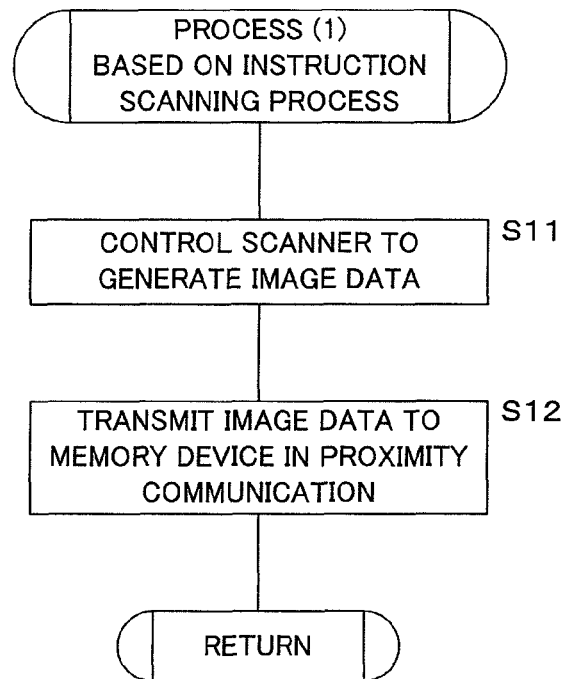 PROCESS (1)
BASED ON INSTRUCTION
SCANNING PROCESS
CONTROL SCANNER TO
GENERATE IMAGE DATA
S11
TRANSMIT IMAGE DATA TO
MEMORY DEVICE IN PROXIMITY
COMMUNICATION
S12
RETURN